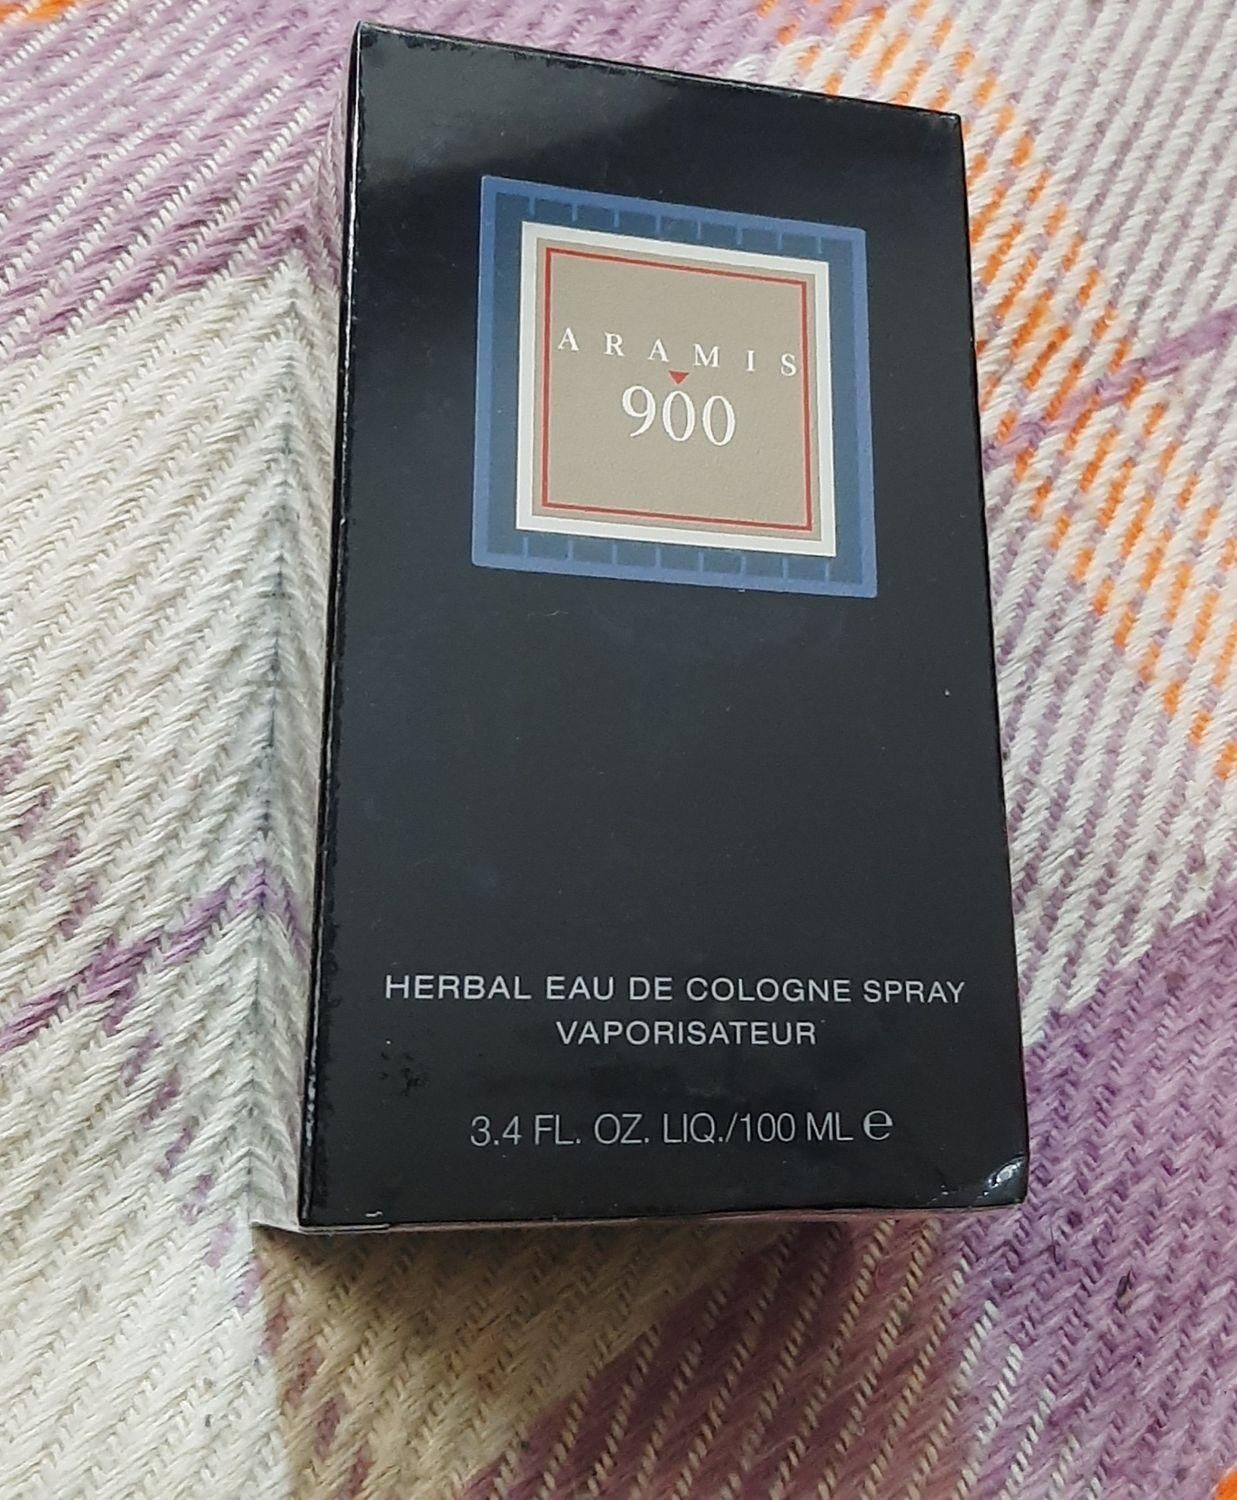 ARAMIS
900
HERBAL EAU DE COLOGNE SPRAY
VAPORISATEUR
3.4 FL. OZ. LIQ./100 ML ℮